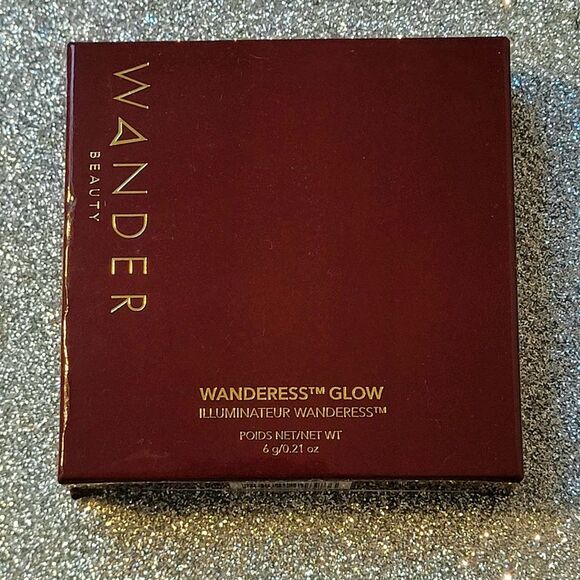 WANDER
BEAUTY
WANDERESS™ GLOW
ILLUMINATEUR WANDERESS™
POIDS NET/NET WT
6 g/0.21 oz